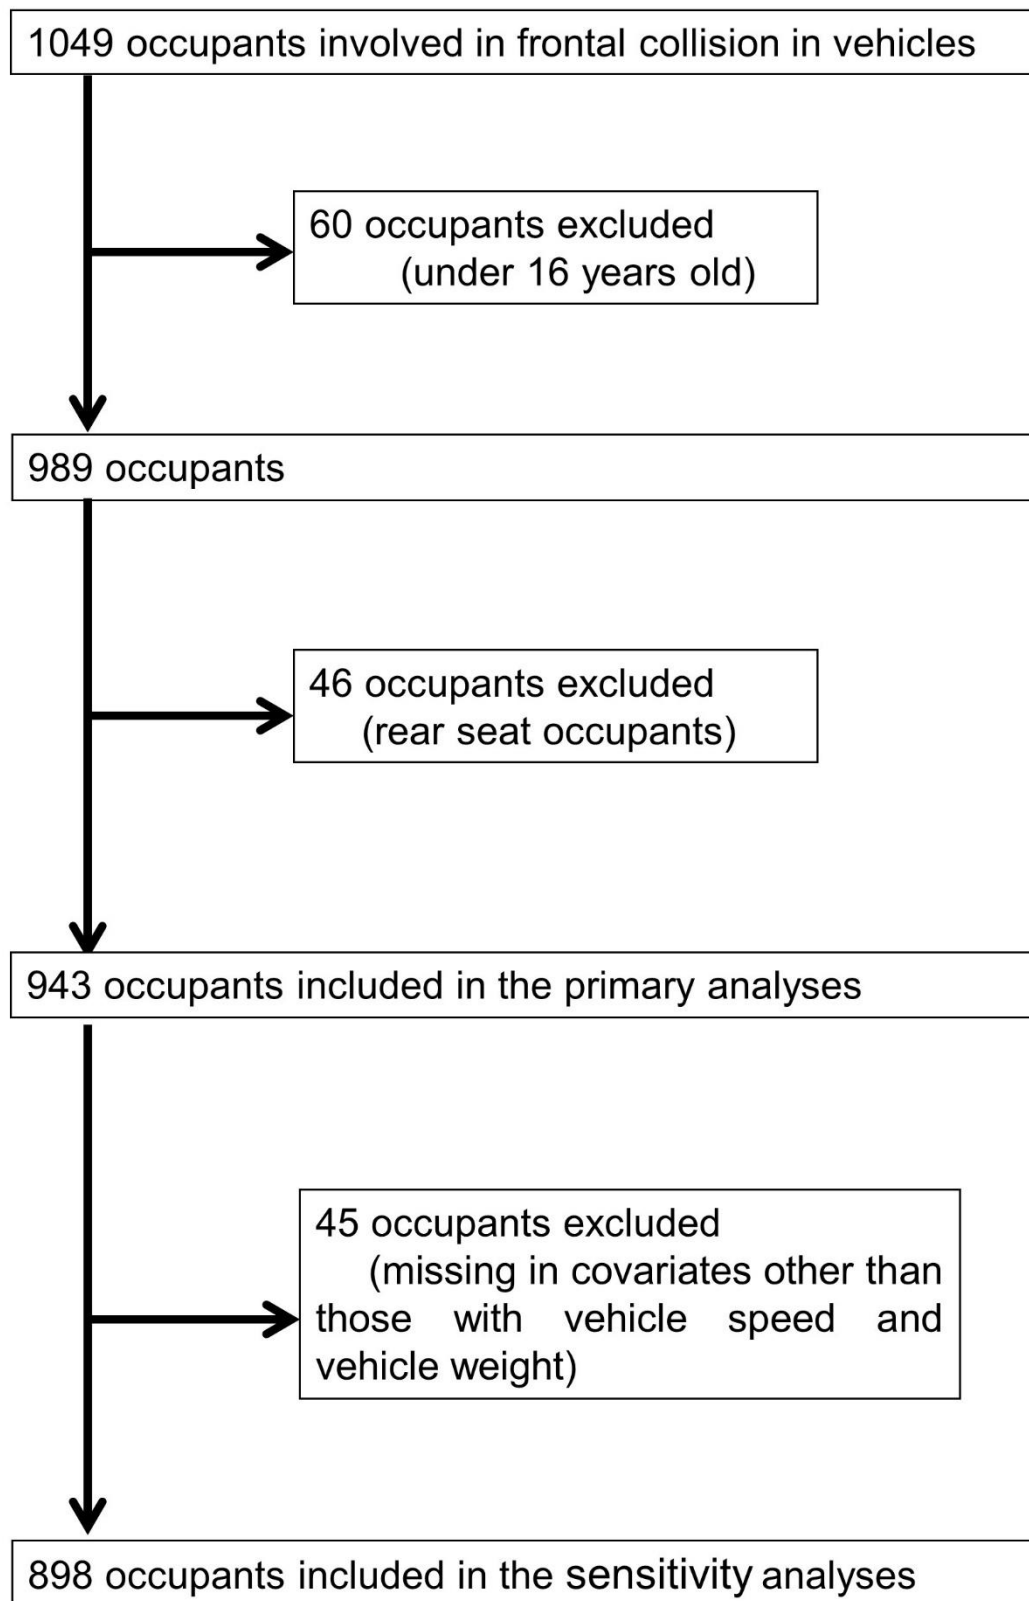 1049 occupants involved in frontal collision in vehicles
60 occupants excluded
(under 16 years old)
989 occupants
46 occupants excluded
(rear seat occupants)
943 occupants included in the primary analyses
45 occupants excluded
(missing in covariates other than
those with vehicle speed and
vehicle weight)
898 occupants included in the sensitivity analyses